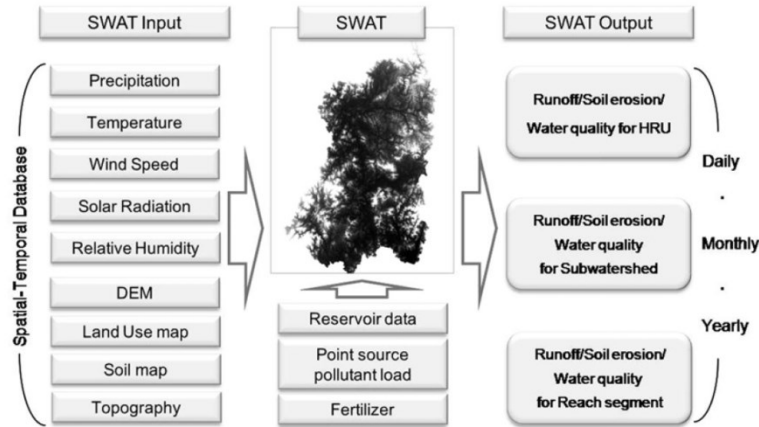 SWAT Input
SWAT
SWAT Output
Spatial-Temporal Database
Precipitation
Temperature
Wind Speed
Solar Radiation
Relative Humidity
DEM
Land Use map
Soil map
Topography
Reservoir data
Point source
pollutant load
Fertilizer
Runoff/Soil erosion/
Water quality for HRU
Runoff/Soil erosion/
Water quality
for Subwatershed
Runoff/Soil erosion/
Water quality
for Reach segment
Daily
.
Monthly
.
Yearly